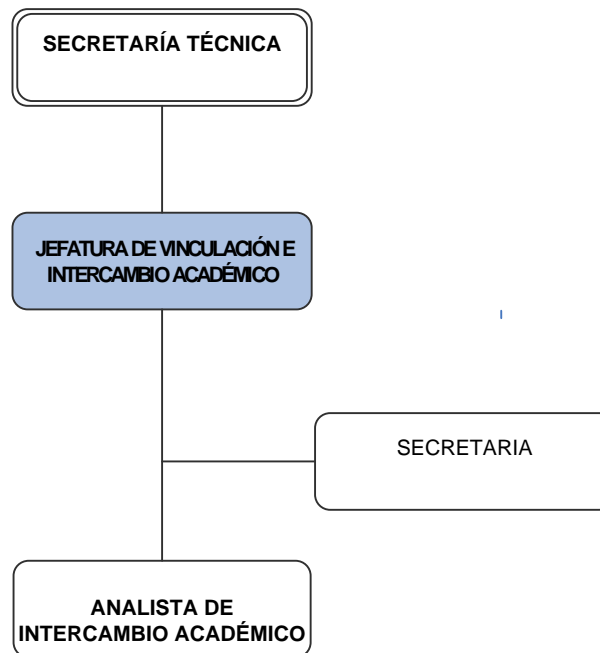 SECRETARÍA TÉCNICA
JEFATURA DE VINCULACIÓN E
INTERCAMBIO ACADÉMICO
SECRETARIA
ANALISTA DE
INTERCAMBIO ACADÉMICO